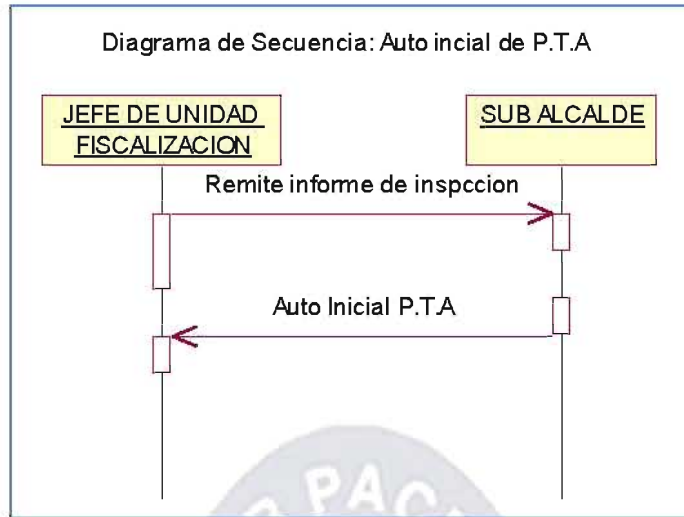 Diagrama de Secuencia: Auto incial de P.T.A
JEFE DE UNIDAD
FISCALIZACION
SUB ALCALDE
Remite informe de inspccion
Auto Inicial P.T.A